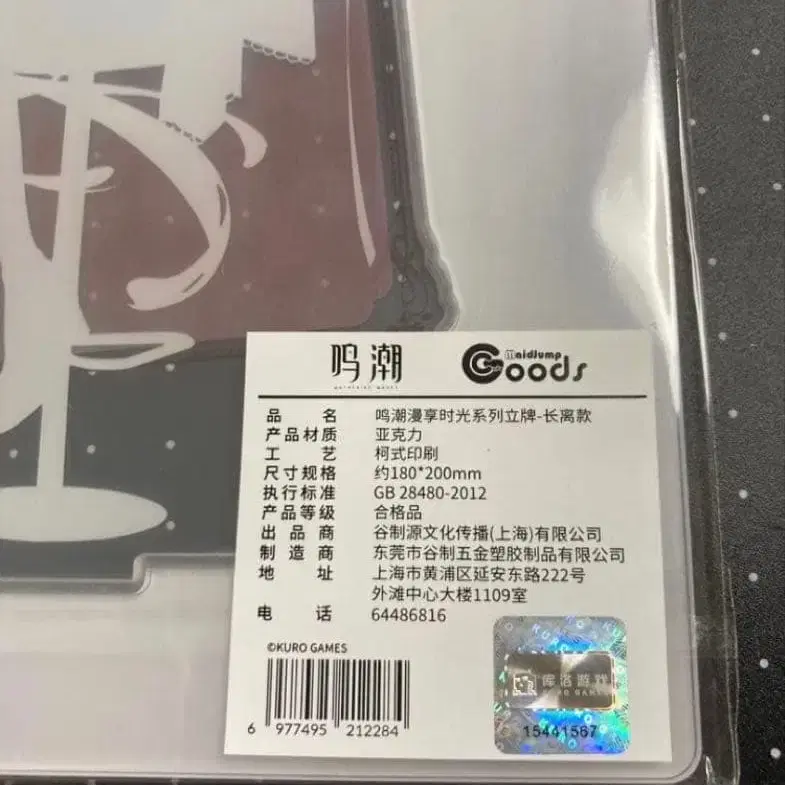 鸣潮
WUTHERING WAVES
MaidJump
Goods
品名 鸣潮漫享时光系列立牌-长离款
产品材质 亚克力
工艺 柯式印刷
尺寸规格 约180*200mm
执行标准 GB 28480-2012
产品等级 合格品
出品商 谷制源文化传播(上海)有限公司
制造商 东莞市谷制五金塑胶制品有限公司
地址 上海市黄浦区延安东路222号
外滩中心大楼1109室
电话 64486816
©KURO GAMES
6 977495 212284
库洛游戏
KURO GAMES
15441567